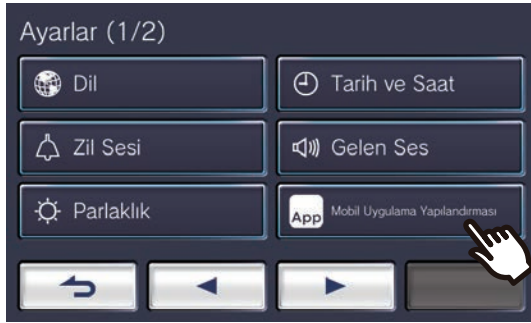 Ayarlar (1/2)
Dil
Tarih ve Saat
Zil Sesi
Gelen Ses
Parlaklık
App Mobil Uygulama Yapılandırması